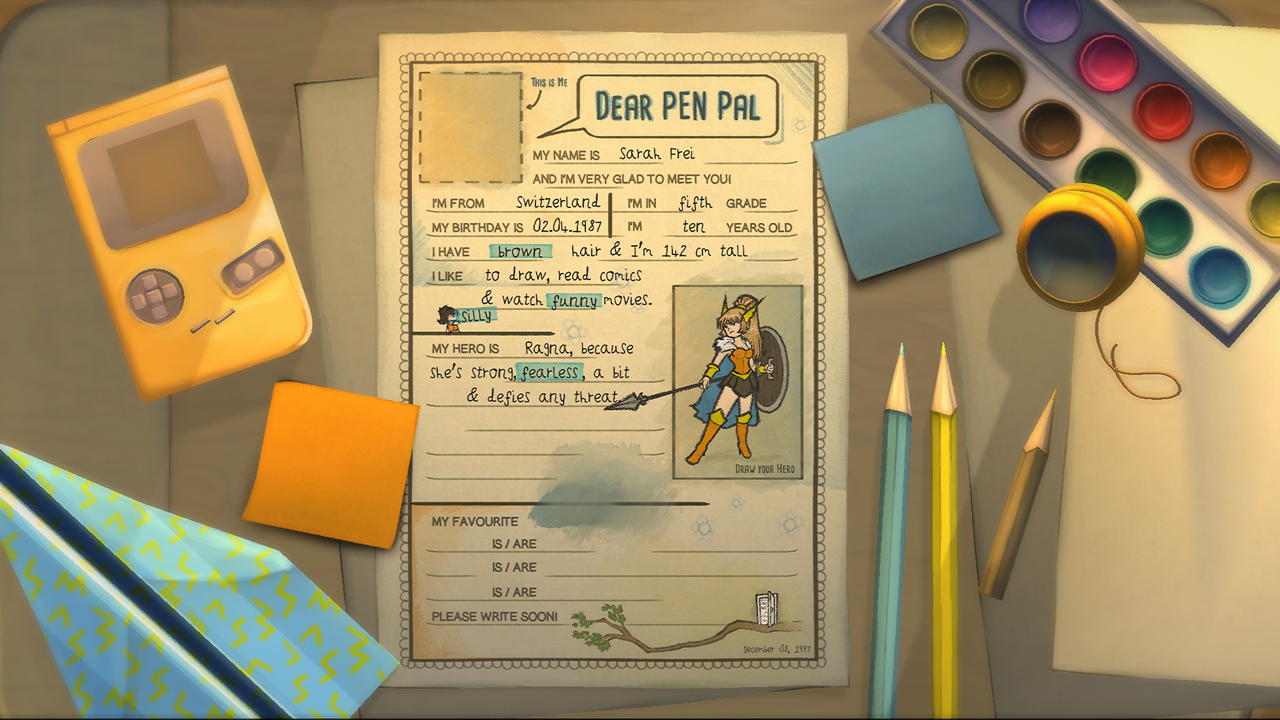 THIS IS ME
DEAR PEN PAL
MY NAME IS Sarah Frei
AND I'M VERY GLAD TO MEET YOU!
I'M FROM Switzerland
I'M IN fifth GRADE
MY BIRTHDAY IS 02.04.1987
I'M ten YEARS OLD
I HAVE brown hair & I'm 142 cm tall
I LIKE to draw, read comics
& watch funny movies.
SILLY
MY HERO IS Ragna, because
she's strong, fearless, a bit
& defies any threat.
DRAW YOUR HERO
MY FAVOURITE
IS / ARE
IS / ARE
IS / ARE
PLEASE WRITE SOON!
December 08, 1997